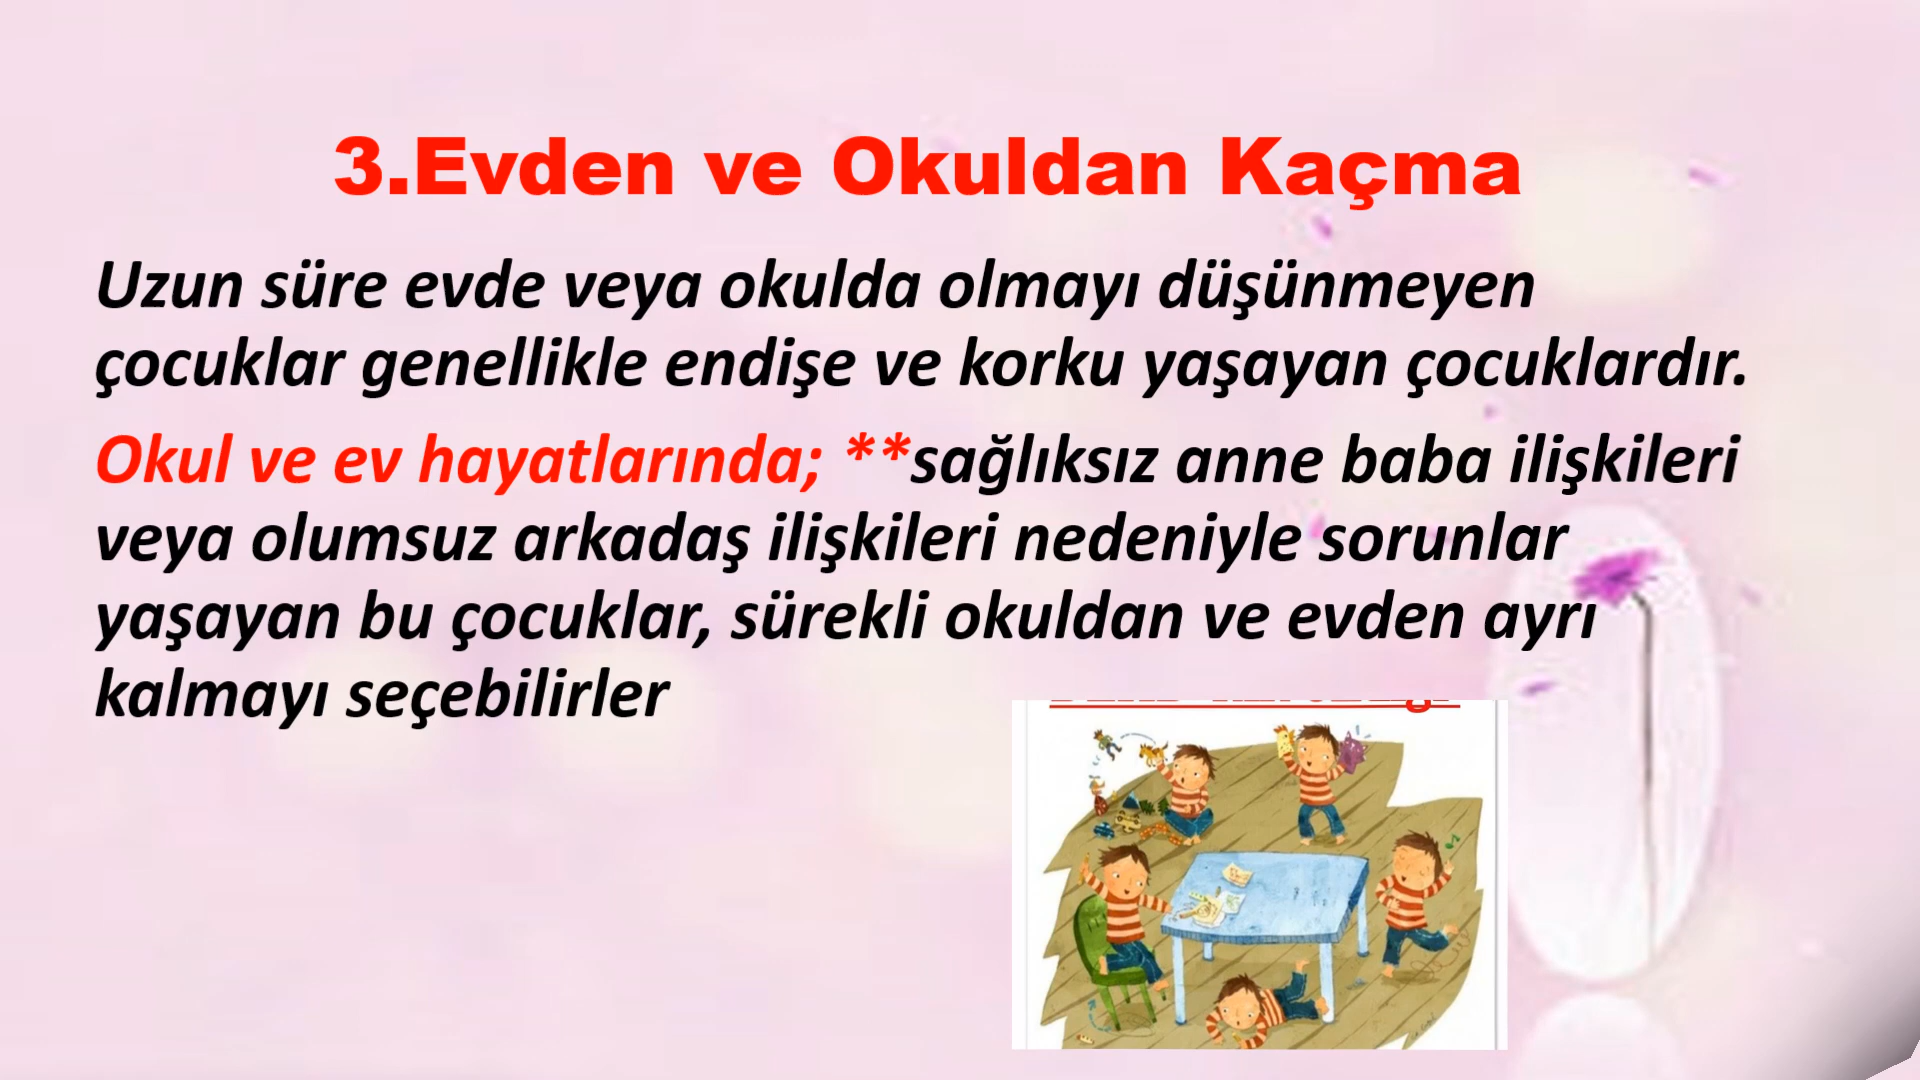 3.Evden ve Okuldan Kaçma
Uzun süre evde veya okulda olmayı düşünmeyen
çocuklar genellikle endişe ve korku yaşayan çocuklardır.
Okul ve ev hayatlarında; **sağlıksız anne baba ilişkileri
veya olumsuz arkadaş ilişkileri nedeniyle sorunlar
yaşayan bu çocuklar, sürekli okuldan ve evden ayrı
kalmayı seçebilirler